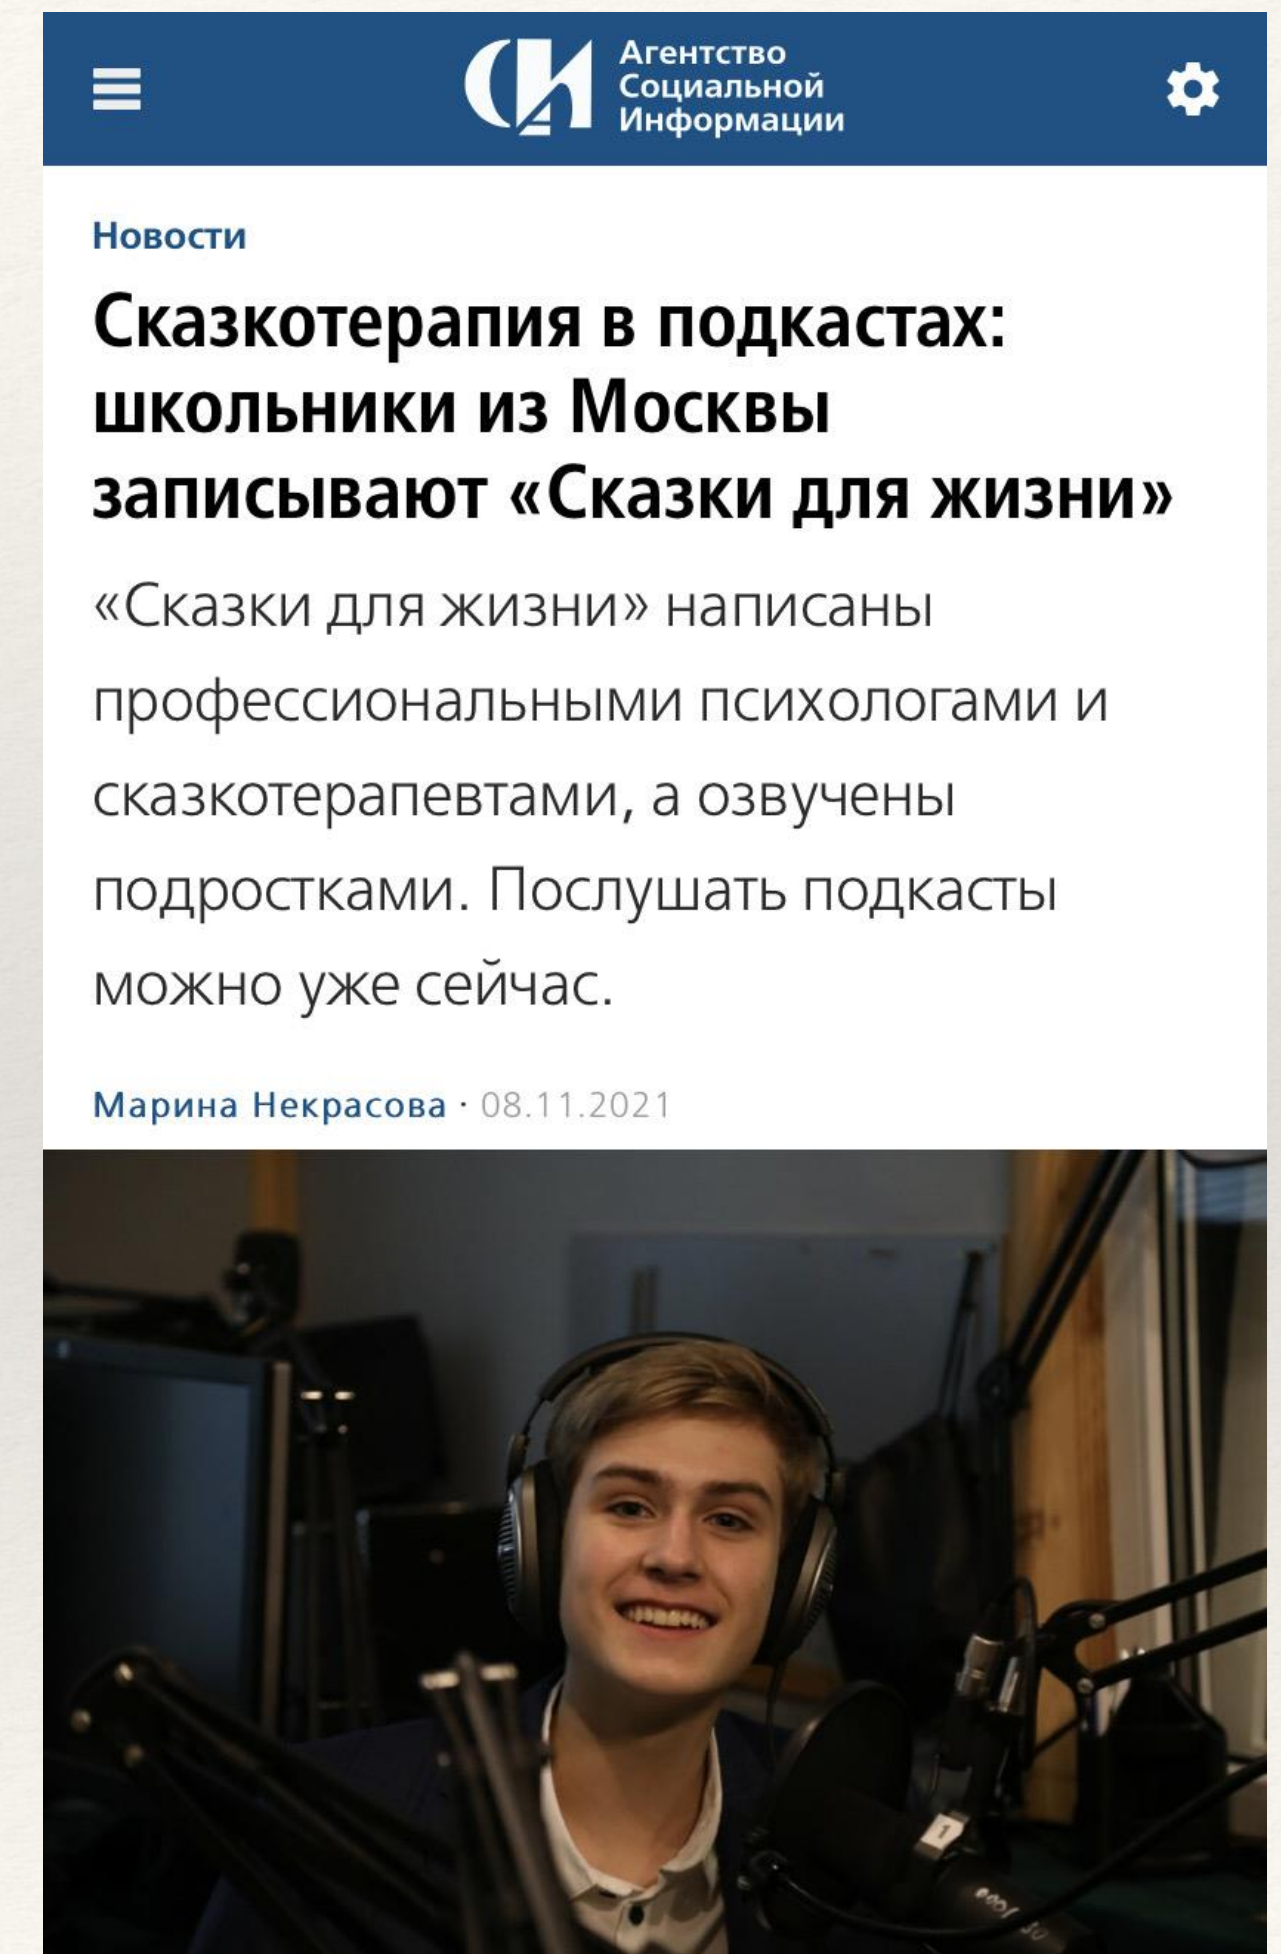 Агентство
Социальной
Информации
Новости
Сказкотерапия в подкастах:
школьники из Москвы
записывают «Сказки для жизни»
«Сказки для жизни» написаны
профессиональными психологами и
сказкотерапевтами, а озвучены
подростками. Послушать подкасты
можно уже сейчас.
Марина Некрасова · 08.11.2021
1